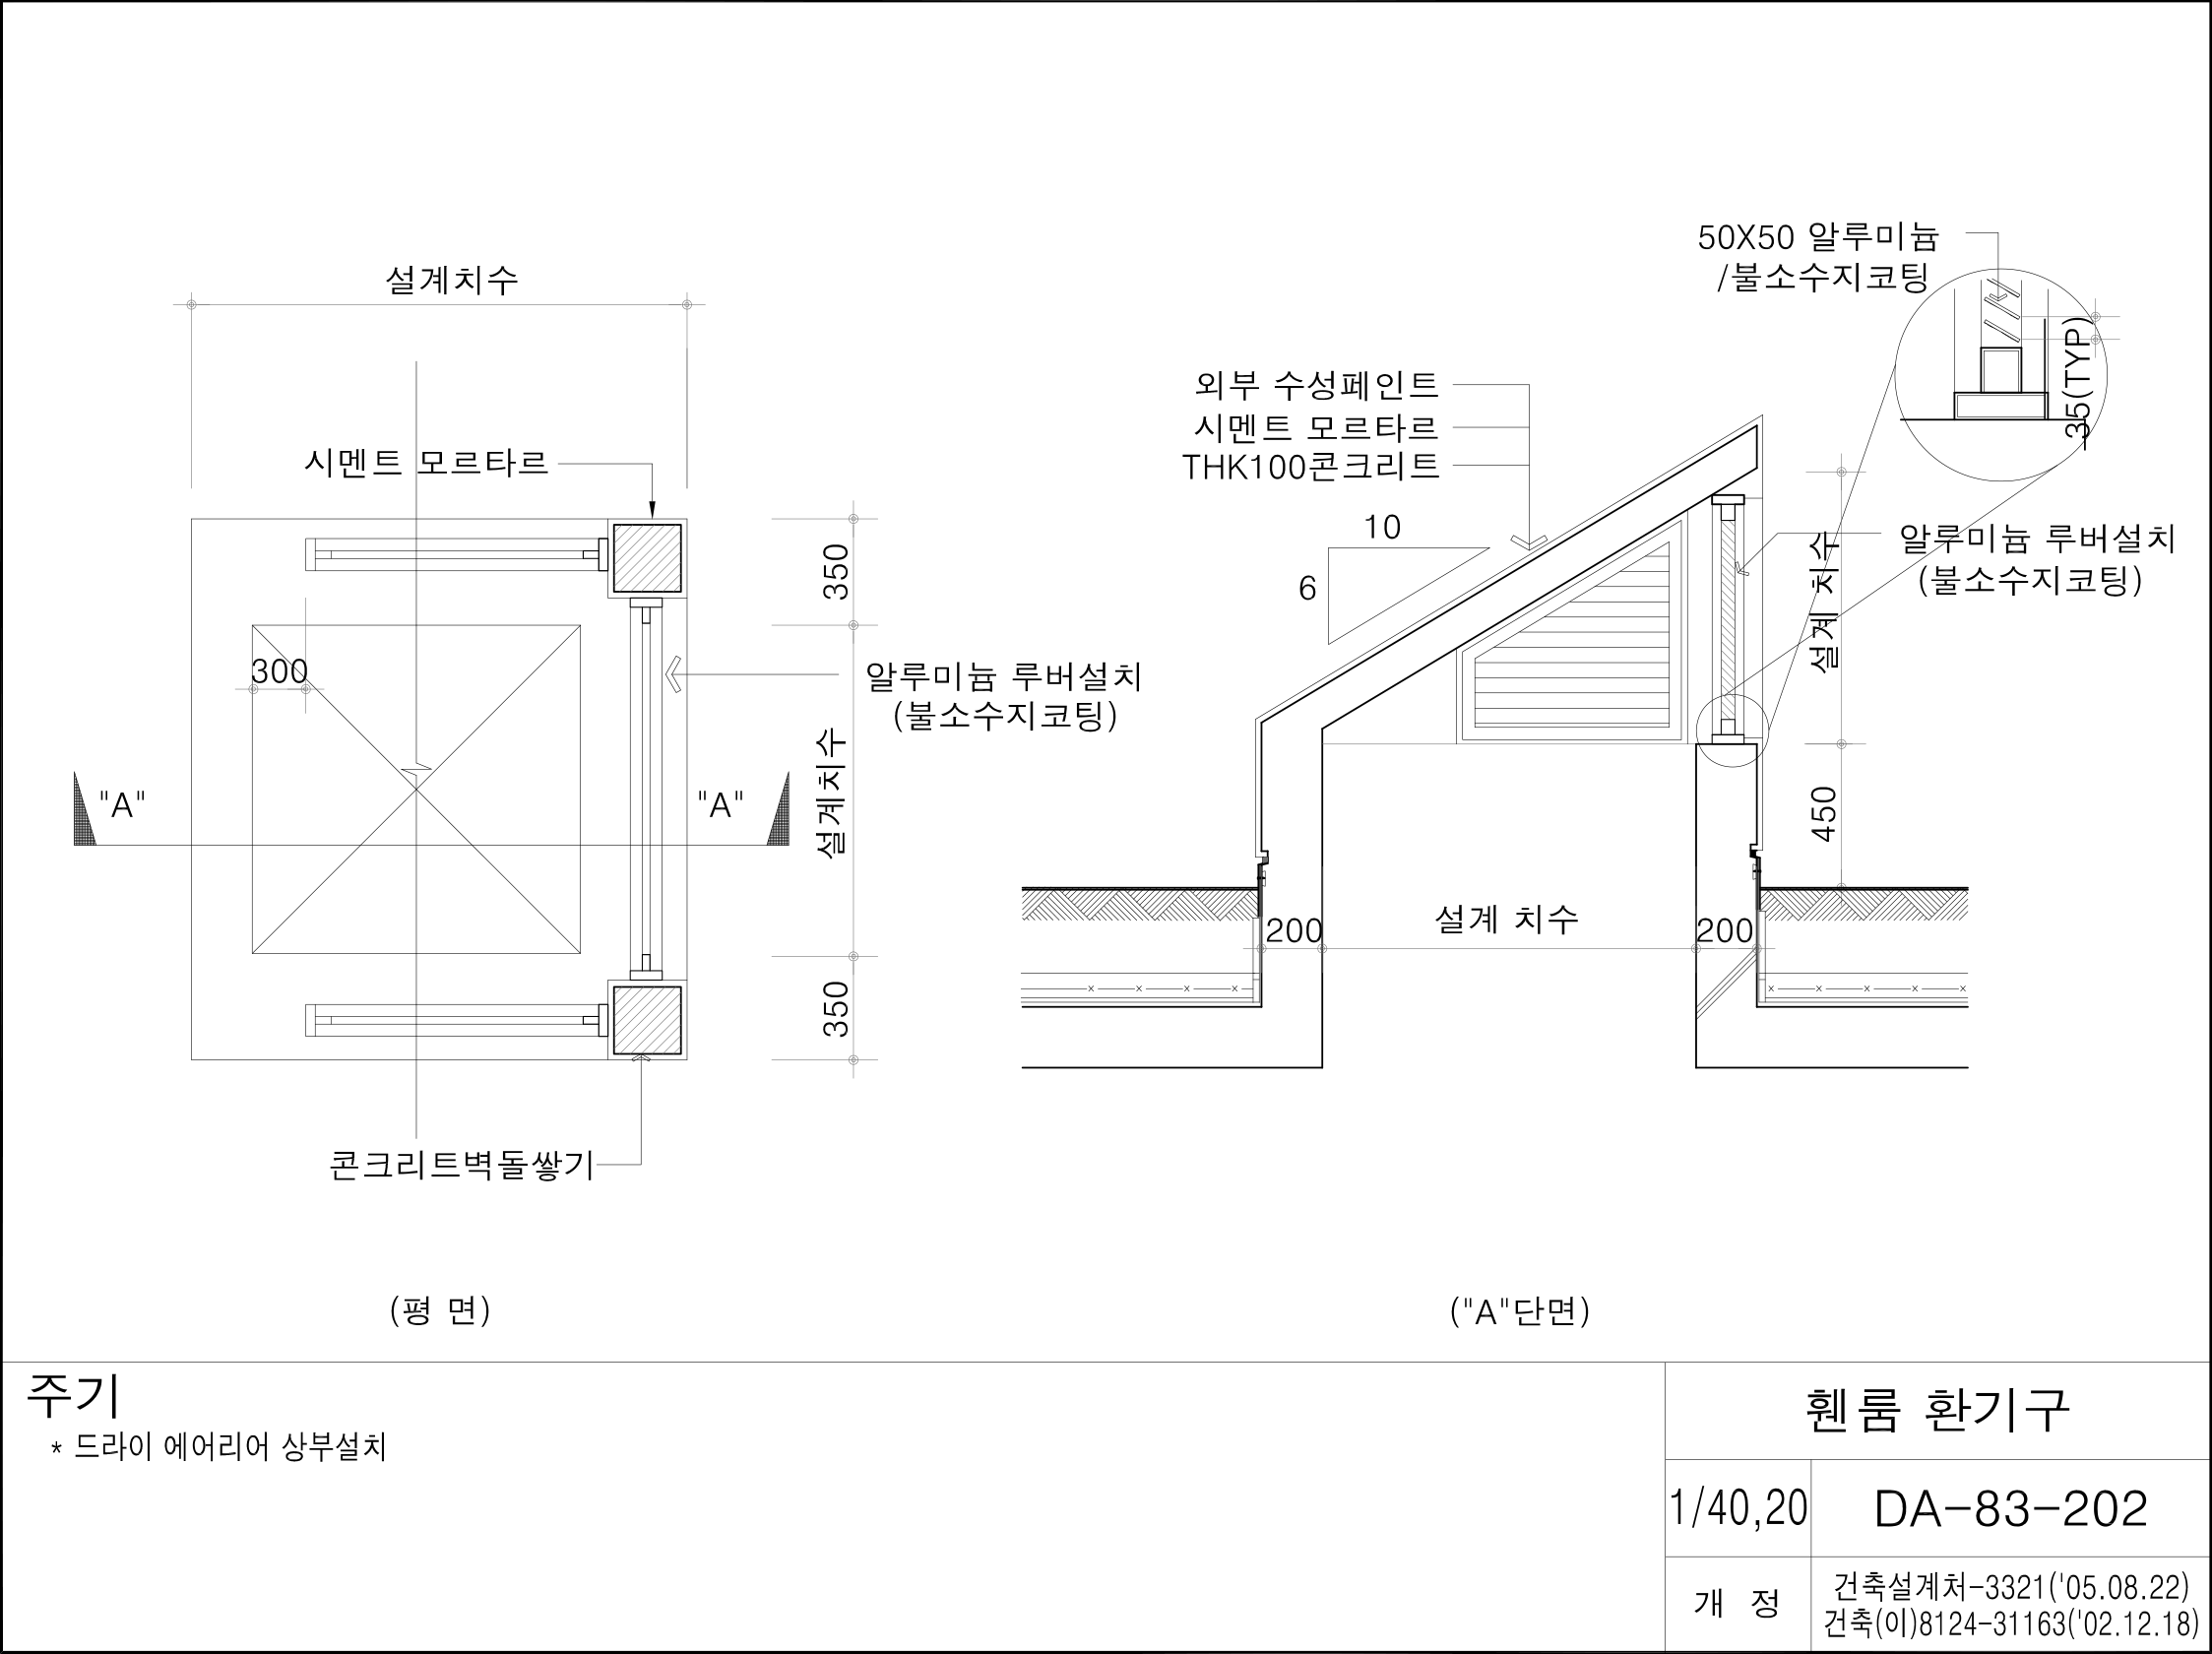 설계치수
시멘트 모르타르
350
300
알루미늄 루버설치
(불소수지코팅)
설계치수
"A"
"A"
350
콘크리트벽돌쌓기
(평 면)
50X50 알루미늄
/불소수지코팅
35(TYP)
외부 수성페인트
시멘트 모르타르
THK100콘크리트
10
6
알루미늄 루버설치
(불소수지코팅)
설계 치수
450
200
설계 치수
200
("A"단면)
주기
* 드라이 에어리어 상부설치
휀룸 환기구
1/40,20
DA-83-202
개 정
건축설계처-3321('05.08.22)
건축(이)8124-31163('02.12.18)